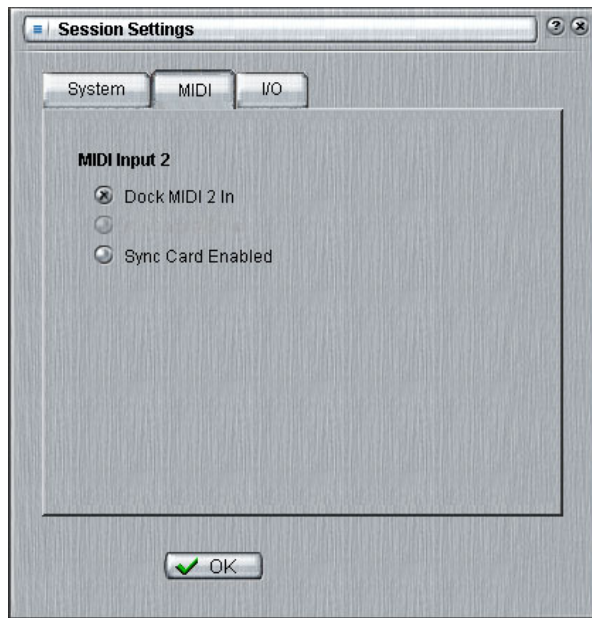 Session Settings
System MIDI I/O
MIDI Input 2
Dock MIDI 2 In
Sync Card Enabled
OK